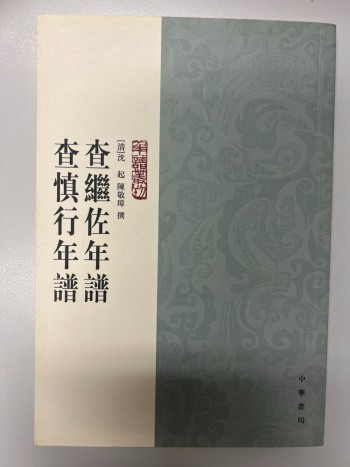 年譜叢刊
[清]沈 起 陳敬璋 撰
查繼佐年譜
查慎行年譜
中華書局